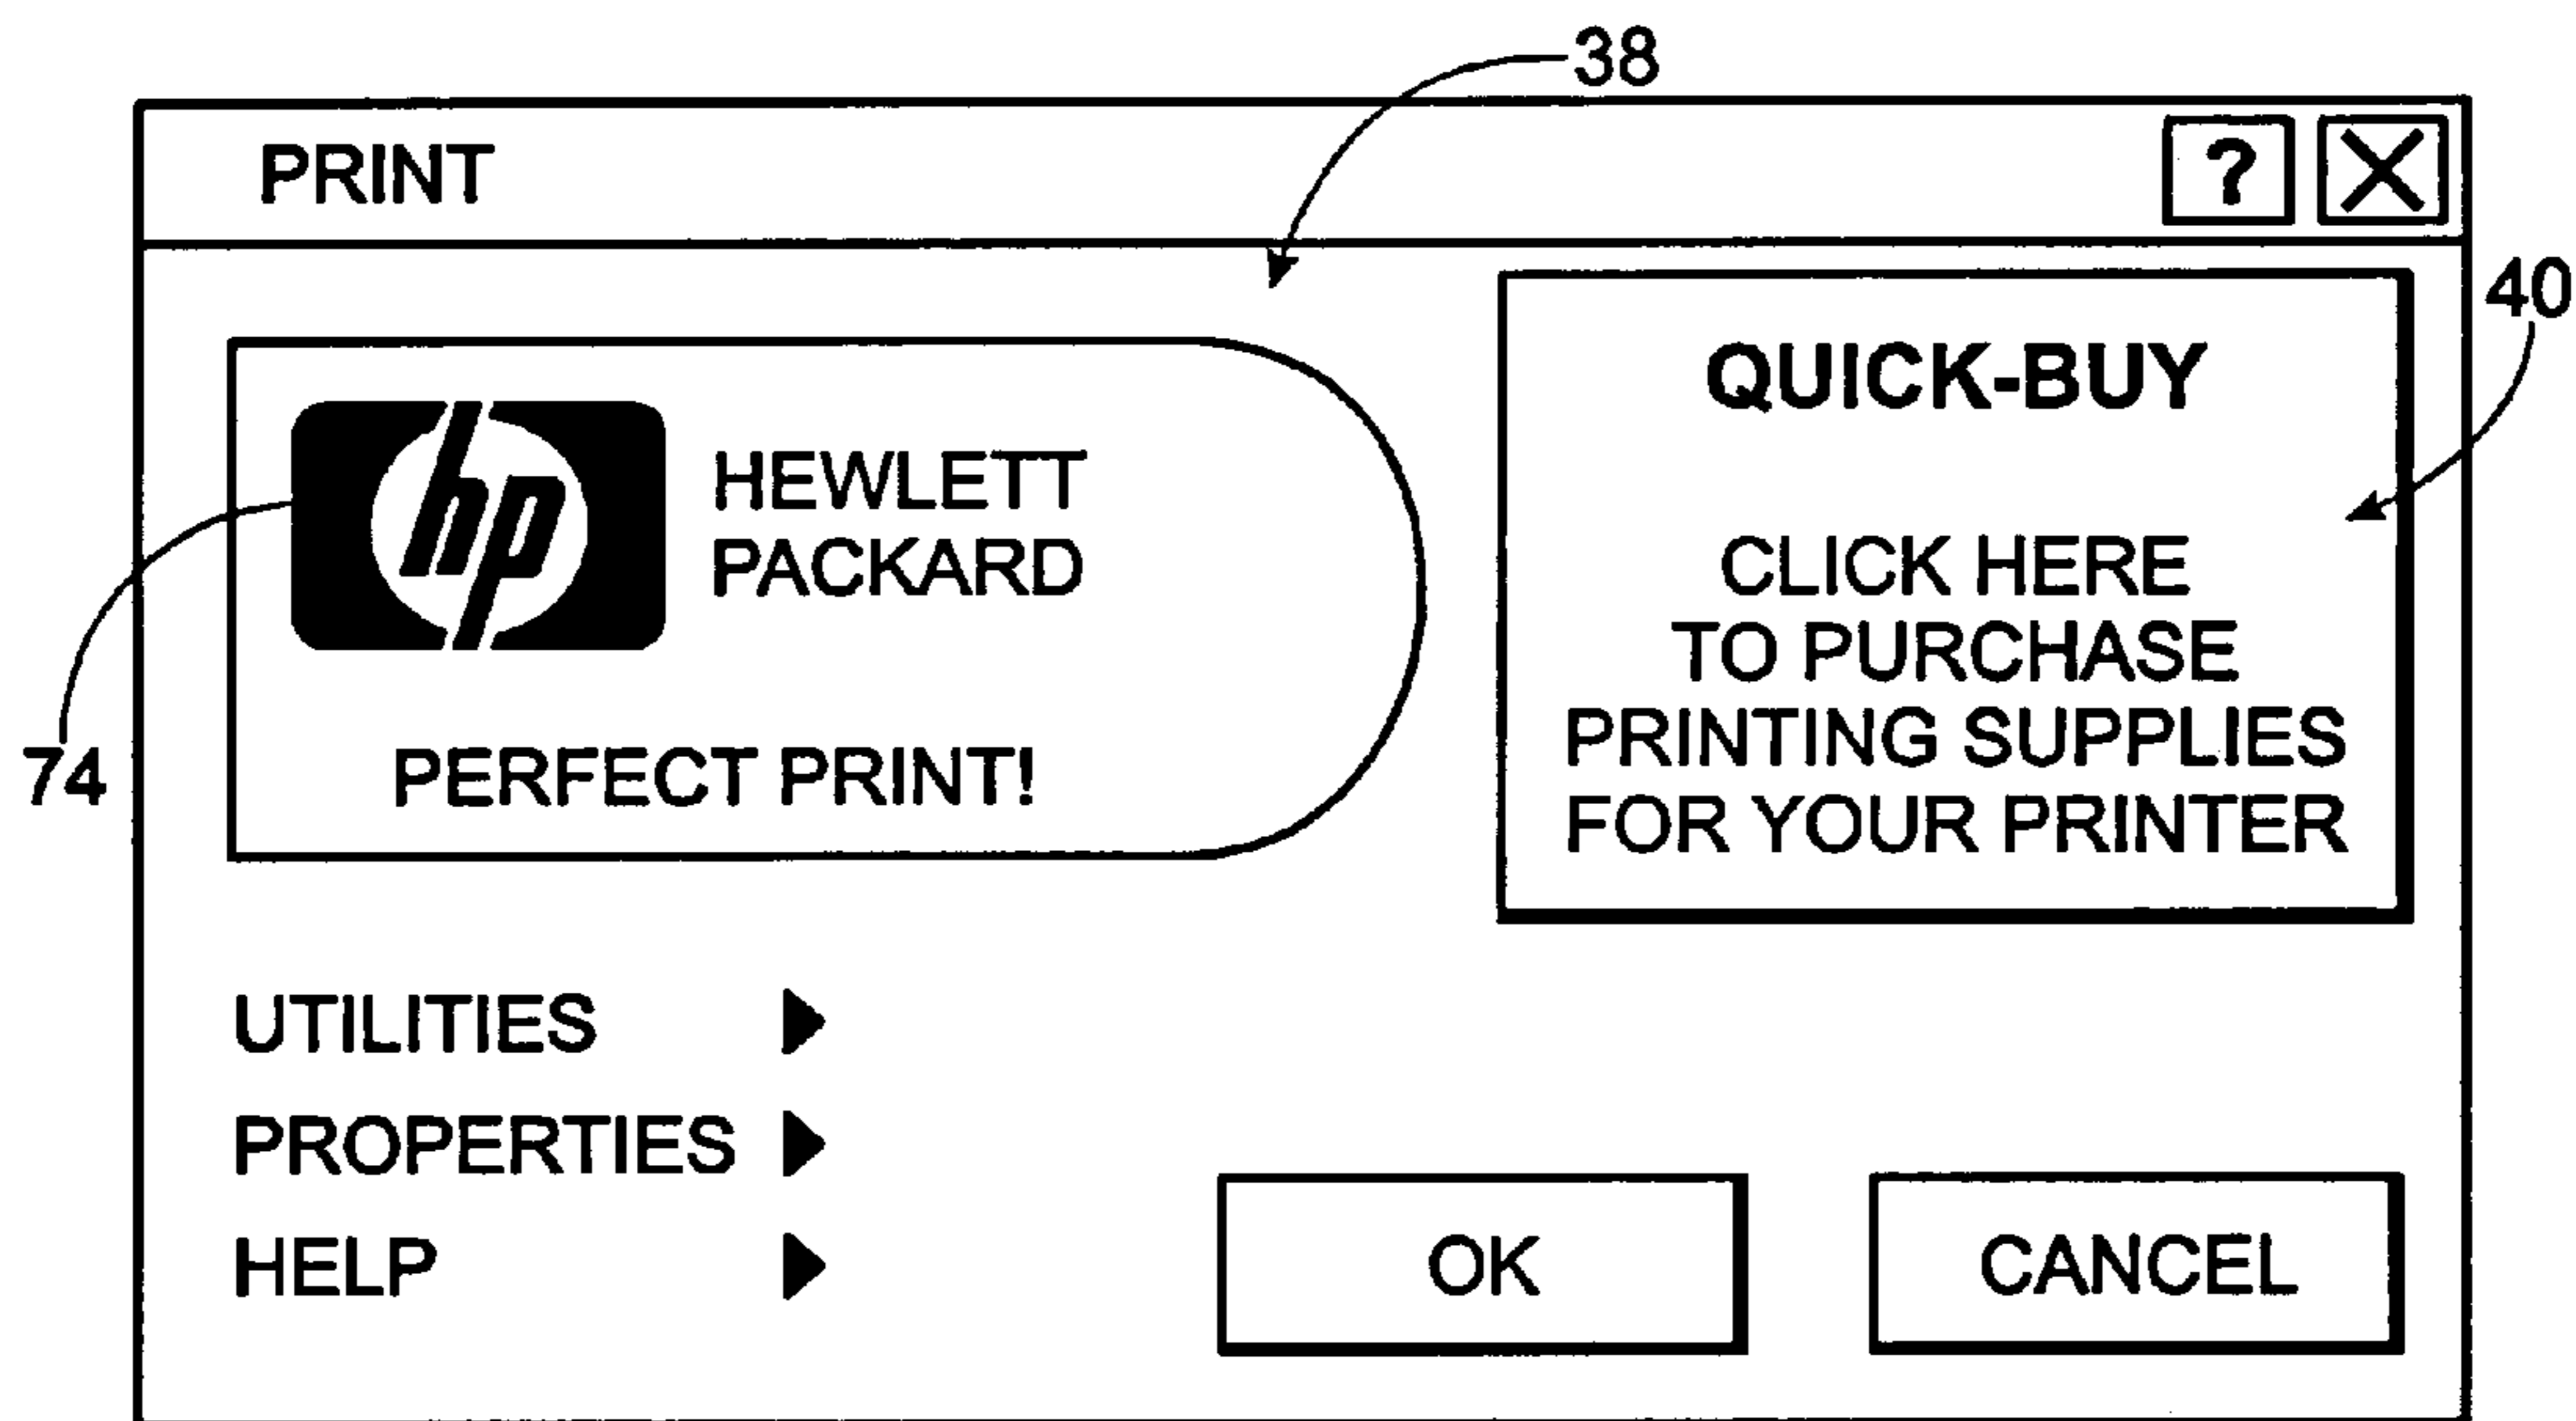 38
PRINT
?
40
hp
HEWLETT
PACKARD
PERFECT PRINT!
74
QUICK-BUY
CLICK HERE
TO PURCHASE
PRINTING SUPPLIES
FOR YOUR PRINTER
UTILITIES
PROPERTIES
HELP
OK
CANCEL